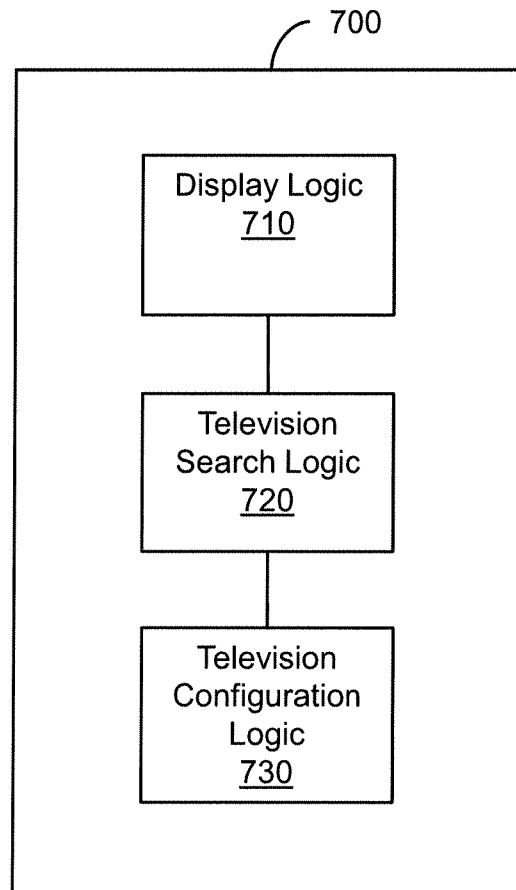 700
Display Logic
710
Television
Search Logic
720
Television
Configuration
Logic
730